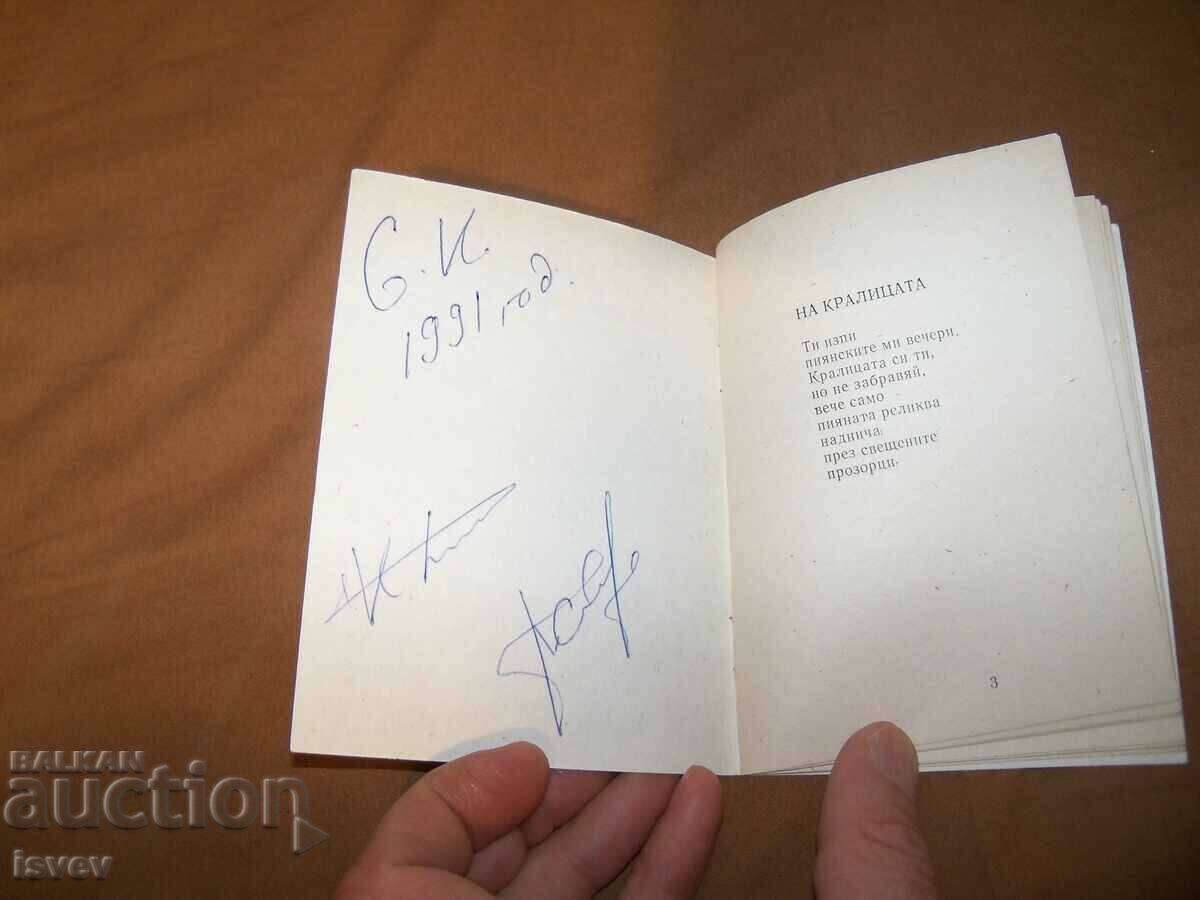 С. К.
1991 год.
НА КРАЛИЦАТА
Ти изпи
пиянските ми вечери.
Кралицата си ти,
но не забравяй,
вече само
пияната реликва
наднича
през свещените
прозорци.
3
BALKAN
auction
isvev